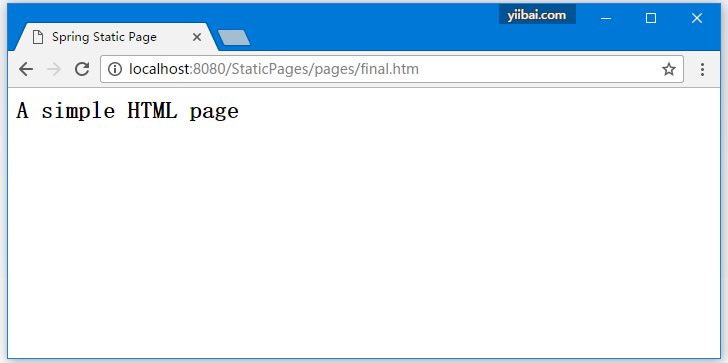 yiibai.com
Spring Static Page
localhost:8080/StaticPages/pages/final.htm
A simple HTML page